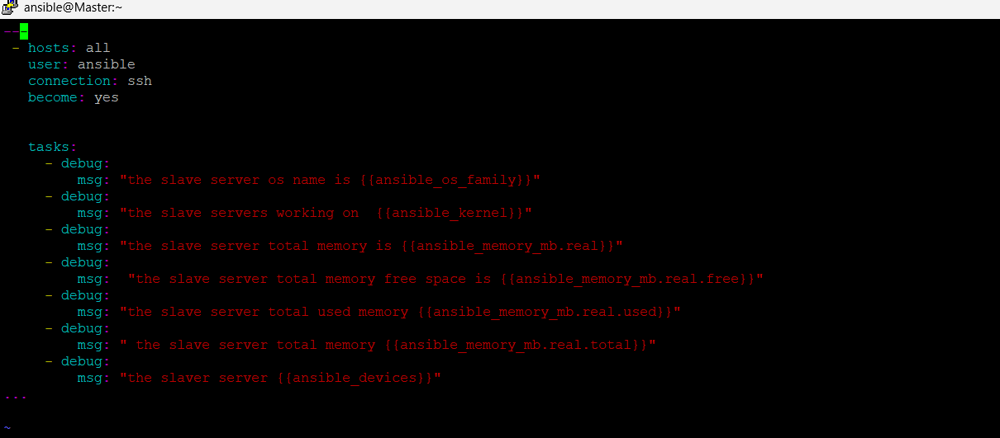 ansible@Master:~
---
 - hosts: all
   user: ansible
   connection: ssh
   become: yes
   tasks:
     - debug:
         msg: "the slave server os name is {{ansible_os_family}}"
     - debug:
         msg: "the slave servers working on  {{ansible_kernel}}"
     - debug:
         msg: "the slave server total memory is {{ansible_memory_mb.real}}"
     - debug:
         msg:  "the slave server total memory free space is {{ansible_memory_mb.real.free}}"
     - debug:
         msg: "the slave server total used memory {{ansible_memory_mb.real.used}}"
     - debug:
         msg: " the slave server total memory {{ansible_memory_mb.real.total}}"
     - debug:
         msg: "the slaver server {{ansible_devices}}"
...
~